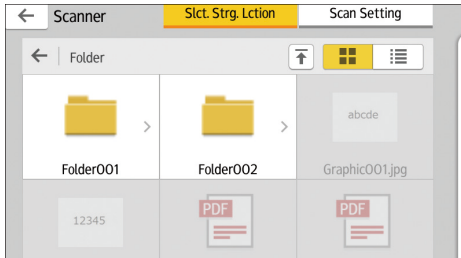 Scanner
Slct. Strg. Lction
Scan Setting
Folder
abcde
Folder001
Folder002
Graphic001.jpg
12345
PDF
PDF